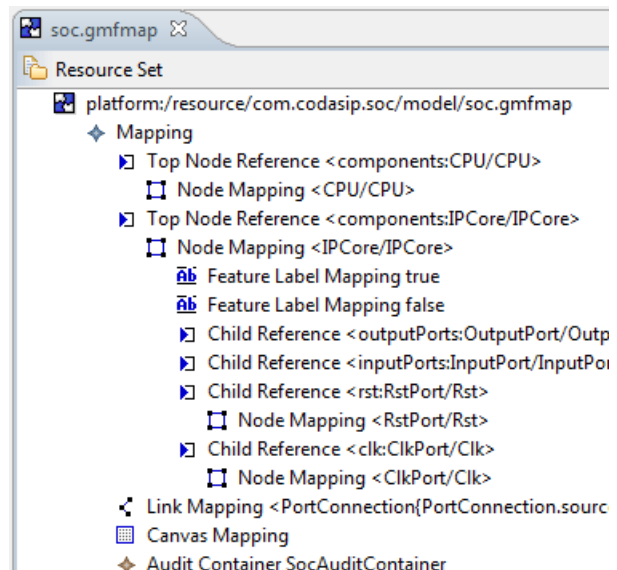 soc.gmfmap
Resource Set
platform:/resource/com.codasip.soc/model/soc.gmfmap
Mapping
Top Node Reference <components:CPU/CPU>
Node Mapping <CPU/CPU>
Top Node Reference <components:IPCore/IPCore>
Node Mapping <IPCore/IPCore>
Ab Feature Label Mapping true
Ab Feature Label Mapping false
Child Reference <outputPorts:OutputPort/Outp
Child Reference <inputPorts:InputPort/InputPo
Child Reference <rst:RstPort/Rst>
Node Mapping <RstPort/Rst>
Child Reference <clk:ClkPort/Clk>
Node Mapping <ClkPort/Clk>
Link Mapping <PortConnection{PortConnection.source
Canvas Mapping
Audit Container SocAuditContainer